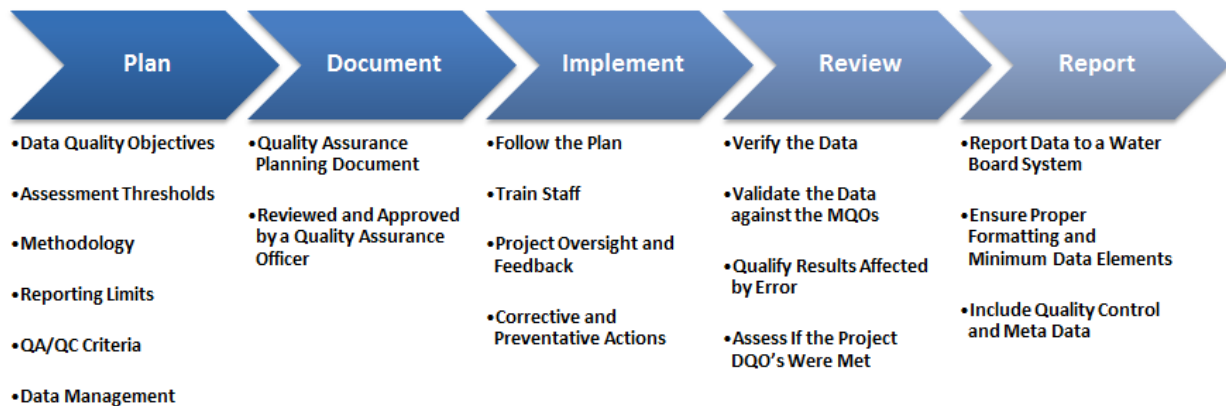 Plan
Document
Implement
Review
Report
•Data Quality Objectives
•Assessment Thresholds
•Methodology
•Reporting Limits
•QA/QC Criteria
•Data Management
•Quality Assurance
Planning Document
•Reviewed and Approved
by a Quality Assurance
Officer
•Follow the Plan
•Train Staff
•Project Oversight and
Feedback
•Corrective and
Preventative Actions
•Verify the Data
•Validate the Data
against the MQOs
•Qualify Results Affected
by Error
•Assess If the Project
DQO's Were Met
•Report Data to a Water
Board System
•Ensure Proper
Formatting and
Minimum Data Elements
•Include Quality Control
and Meta Data